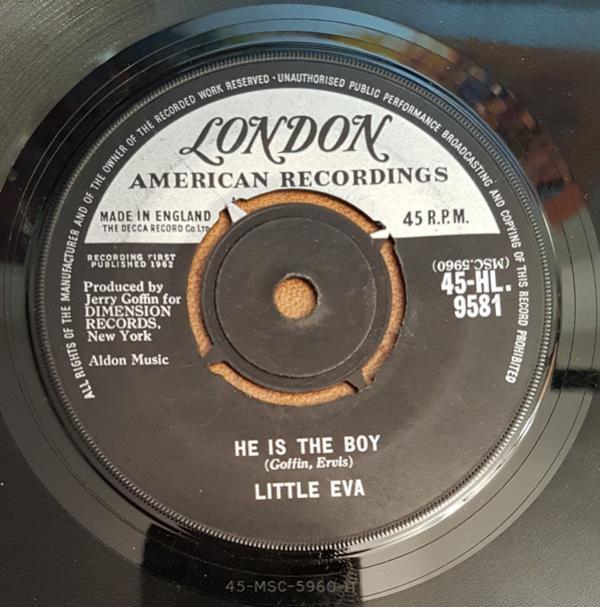 ALL RIGHTS OF THE MANUFACTURER AND OF THE OWNER OF THE RECORDED WORK RESERVED · UNAUTHORISED PUBLIC PERFORMANCE BROADCASTING AND COPYING OF THIS RECORD PROHIBITED
LONDON
AMERICAN RECORDINGS
MADE IN ENGLAND
THE DECCA RECORD Co. LTD
45 R.P.M.
RECORDING FIRST
PUBLISHED 1962
(MSC.5960)
45-HL.
9581
Produced by
Jerry Goffin for
DIMENSION
RECORDS,
New York
Aldon Music
HE IS THE BOY
(Goffin, Ervis)
LITTLE EVA
45-MSC-5960